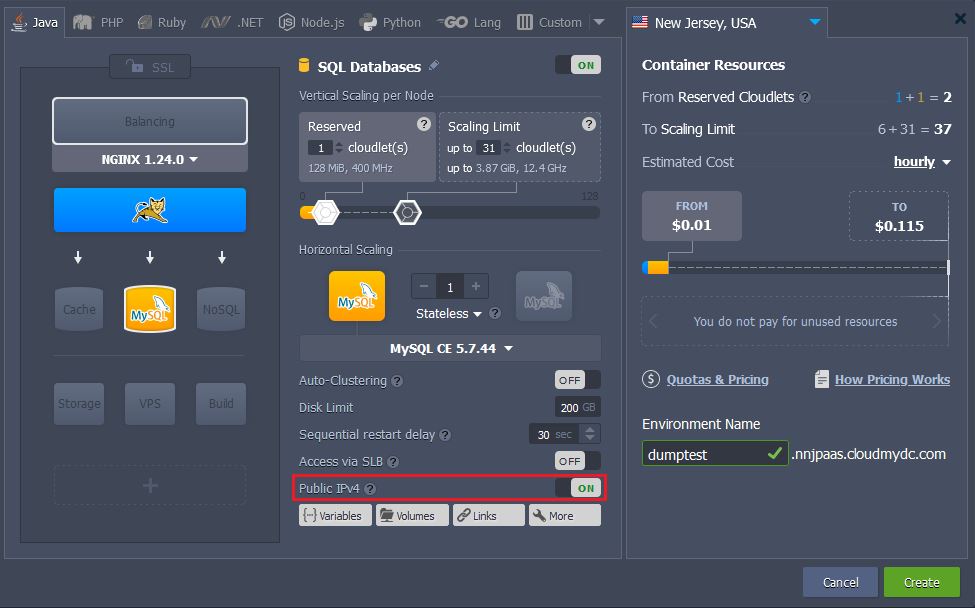 Java
PHP
Ruby
.NET
Node.js
Python
GO Lang
Custom
New Jersey, USA
SSL
Balancing
NGINX 1.24.0
Cache
MySQL
NoSQL
Storage
VPS
Build
SQL Databases
ON
Vertical Scaling per Node
Reserved ?
1 cloudlet(s)
128 MiB, 400 MHz
Scaling Limit ?
up to 31 cloudlet(s)
up to 3.87 GiB, 12.4 GHz
0 128
Horizontal Scaling
MySQL
1
MySQL
Stateless ?
MySQL CE 5.7.44
Auto-Clustering ? OFF
Disk Limit 200 GB
Sequential restart delay ? 30 sec
Access via SLB ? OFF
Public IPv4 ? ON
Variables
Volumes
Links
More
Container Resources
From Reserved Cloudlets ? 1 + 1 = 2
To Scaling Limit 6 + 31 = 37
Estimated Cost hourly
FROM
$0.01
TO
$0.115
You do not pay for unused resources
$ Quotas & Pricing
How Pricing Works
Environment Name
dumptest .nnjpaas.cloudmydc.com
Cancel
Create